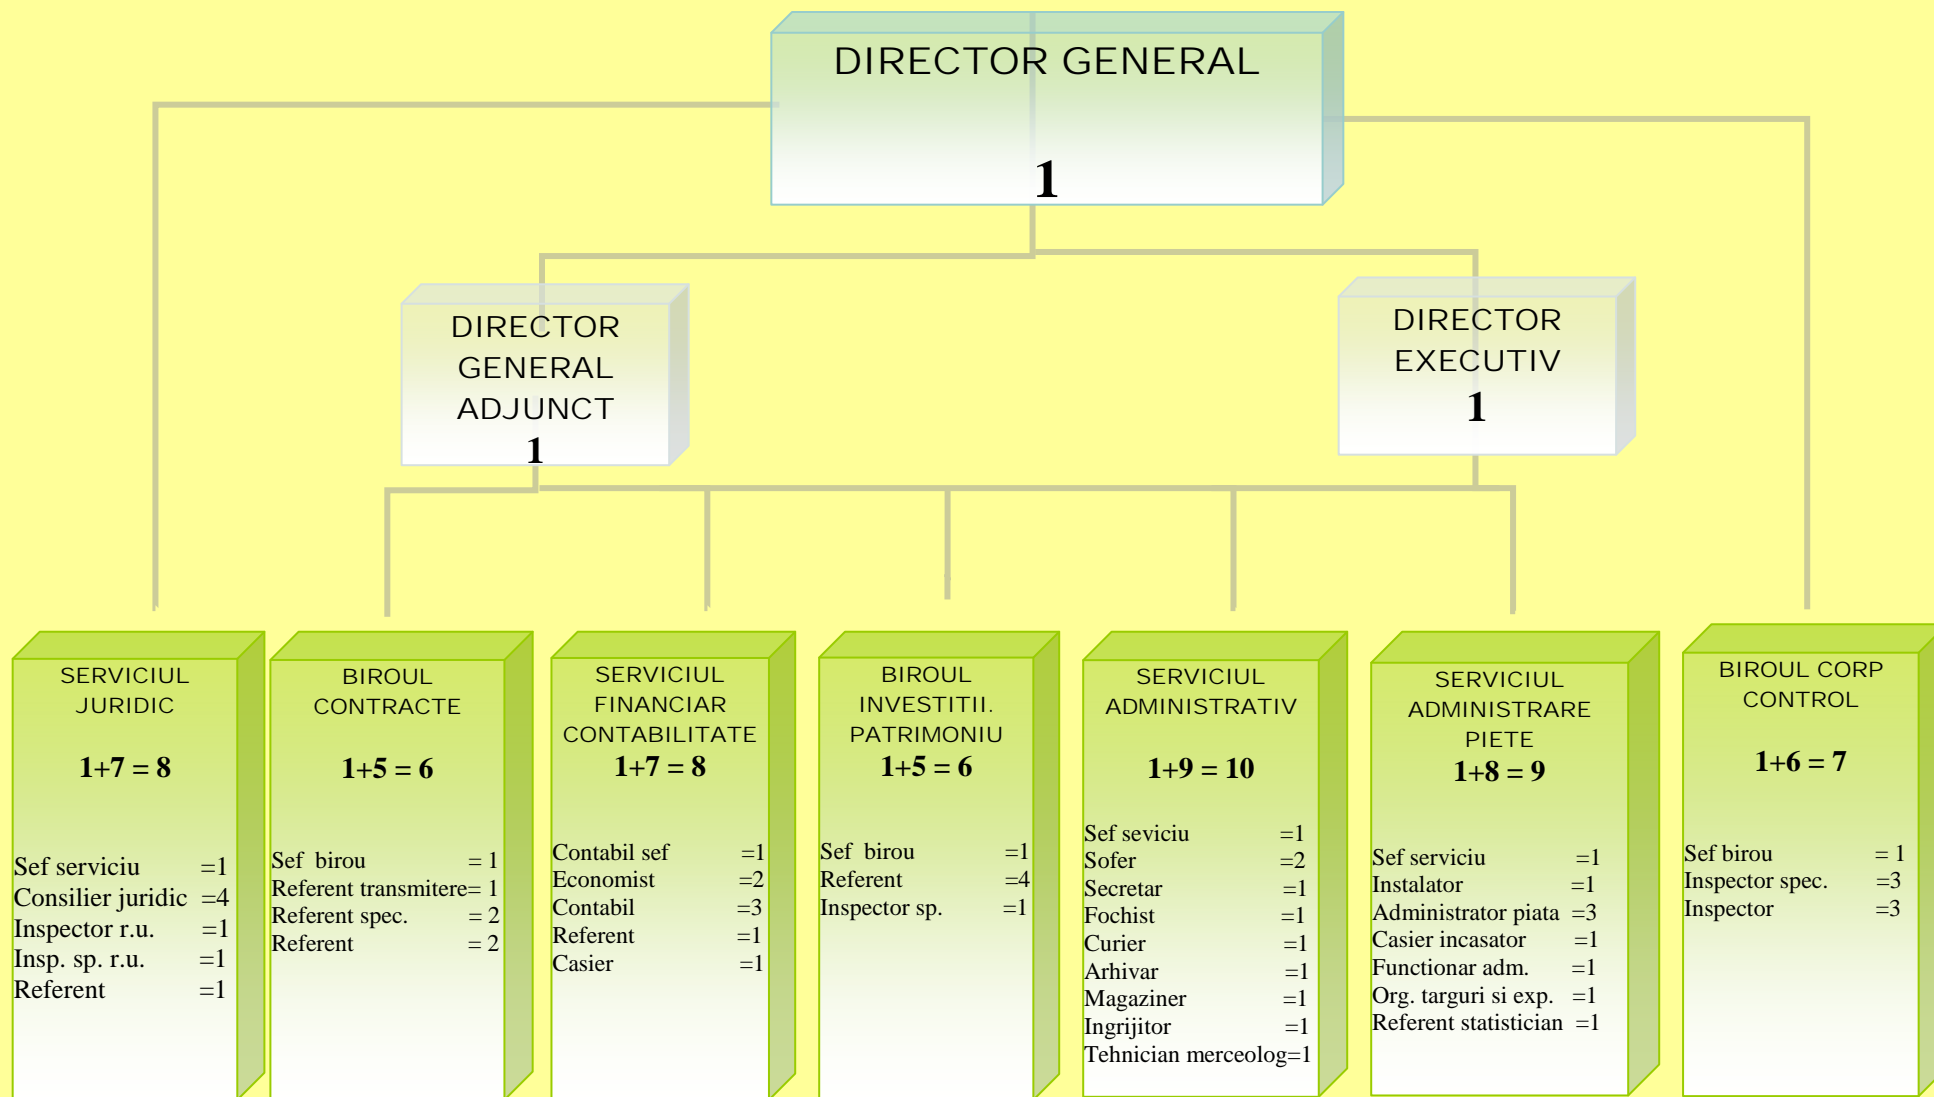 DIRECTOR GENERAL
1
DIRECTOR
GENERAL
ADJUNCT
1
DIRECTOR
EXECUTIV
1
SERVICIUL
JURIDIC
1+7 = 8
Sef serviciu =1
Consilier juridic =4
Inspector r.u. =1
Insp. sp. r.u. =1
Referent =1
BIROUL
CONTRACTE
1+5 = 6
Sef birou = 1
Referent transmitere= 1
Referent spec. = 2
Referent = 2
SERVICIUL
FINANCIAR
CONTABILITATE
1+7 = 8
Contabil sef =1
Economist =2
Contabil =3
Referent =1
Casier =1
BIROUL
INVESTITII.
PATRIMONIU
1+5 = 6
Sef birou =1
Referent =4
Inspector sp. =1
SERVICIUL
ADMINISTRATIV
1+9 = 10
Sef seviciu =1
Sofer =2
Secretar =1
Fochist =1
Curier =1
Arhivar =1
Magaziner =1
Ingrijitor =1
Tehnician merceolog=1
SERVICIUL
ADMINISTRARE
PIETE
1+8 = 9
Sef serviciu =1
Instalator =1
Administrator piata =3
Casier incasator =1
Functionar adm. =1
Org. targuri si exp. =1
Referent statistician =1
BIROUL CORP
CONTROL
1+6 = 7
Sef birou = 1
Inspector spec. =3
Inspector =3